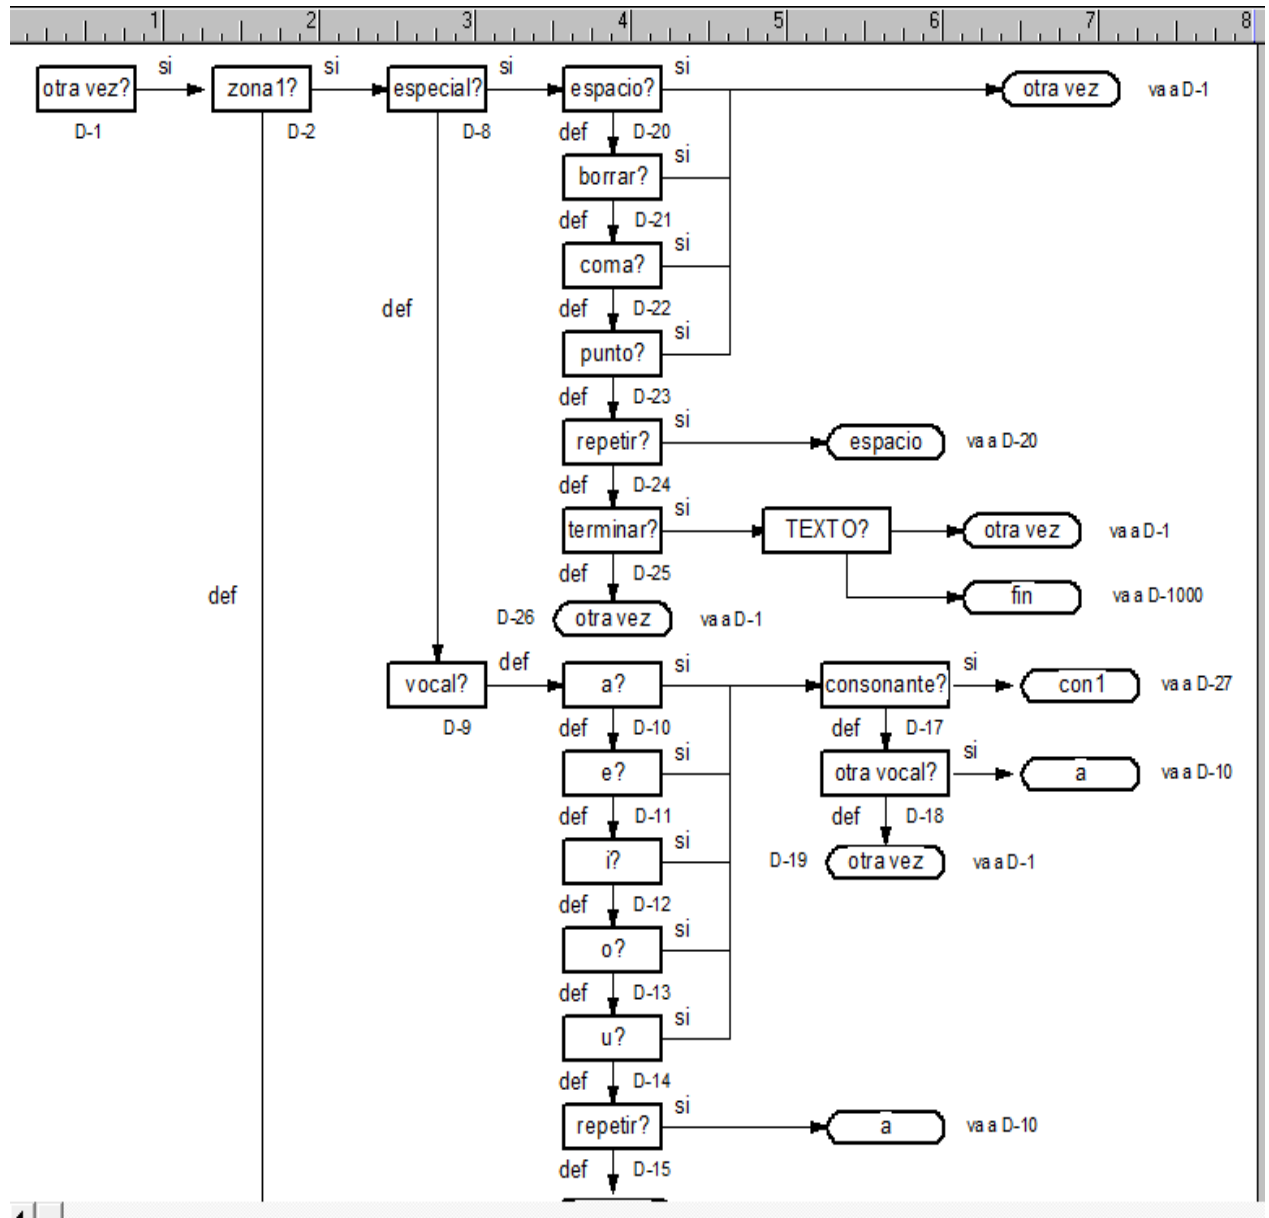 1 2 3 4 5 6 7 8
si si si si
otra vez? zona1? especial? espacio? otra vez va a D-1
D-1 D-2 D-8 def D-20
si
borrar?
def D-21
si
coma?
def def D-22
si
punto?
def D-23
si
repetir? espacio va a D-20
def D-24
si
terminar? TEXTO? otra vez va a D-1
def D-25
def fin va a D-1000
D-26 otra vez va a D-1
def si si
vocal? a? consonante? con1 va a D-27
D-9 def D-10 def D-17
si si
e? otra vocal? a va a D-10
def D-11 def D-18
si
i? D-19 otra vez va a D-1
def D-12
si
o?
def D-13
si
u?
def D-14
si
repetir? a va a D-10
def D-15